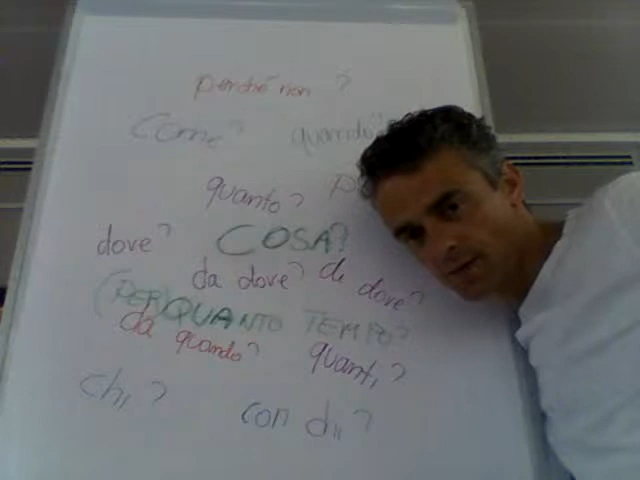 perché non ?
Come? quando?
quanto?
dove? COSA?
da dove? di dove?
(PER)QUANTO TEMPO?
da quando? quanti?
chi ? con chi ?